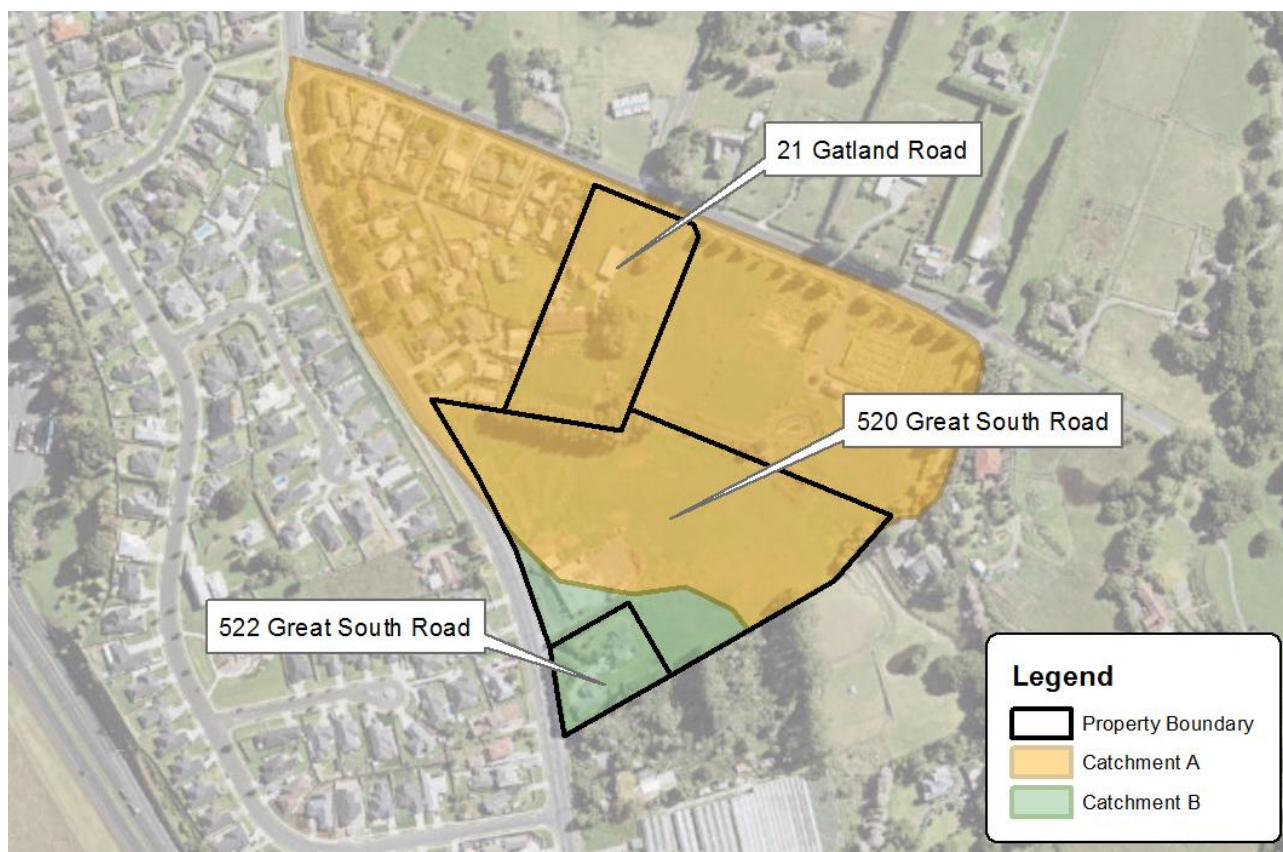 21 Gatland Road
520 Great South Road
522 Great South Road
Legend
Property Boundary
Catchment A
Catchment B